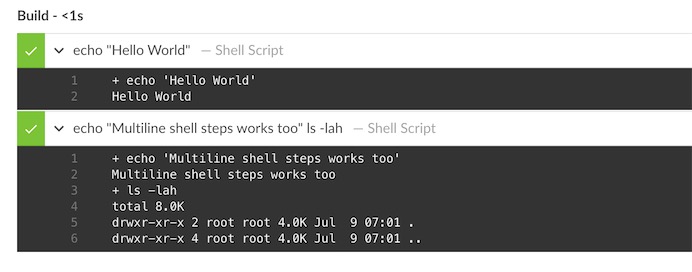 Build - <1s
echo "Hello World" — Shell Script
1 + echo 'Hello World'
2 Hello World
echo "Multiline shell steps works too" ls -lah — Shell Script
1 + echo 'Multiline shell steps works too'
2 Multiline shell steps works too
3 + ls -lah
4 total 8.0K
5 drwxr-xr-x 2 root root 4.0K Jul  9 07:01 .
6 drwxr-xr-x 4 root root 4.0K Jul  9 07:01 ..